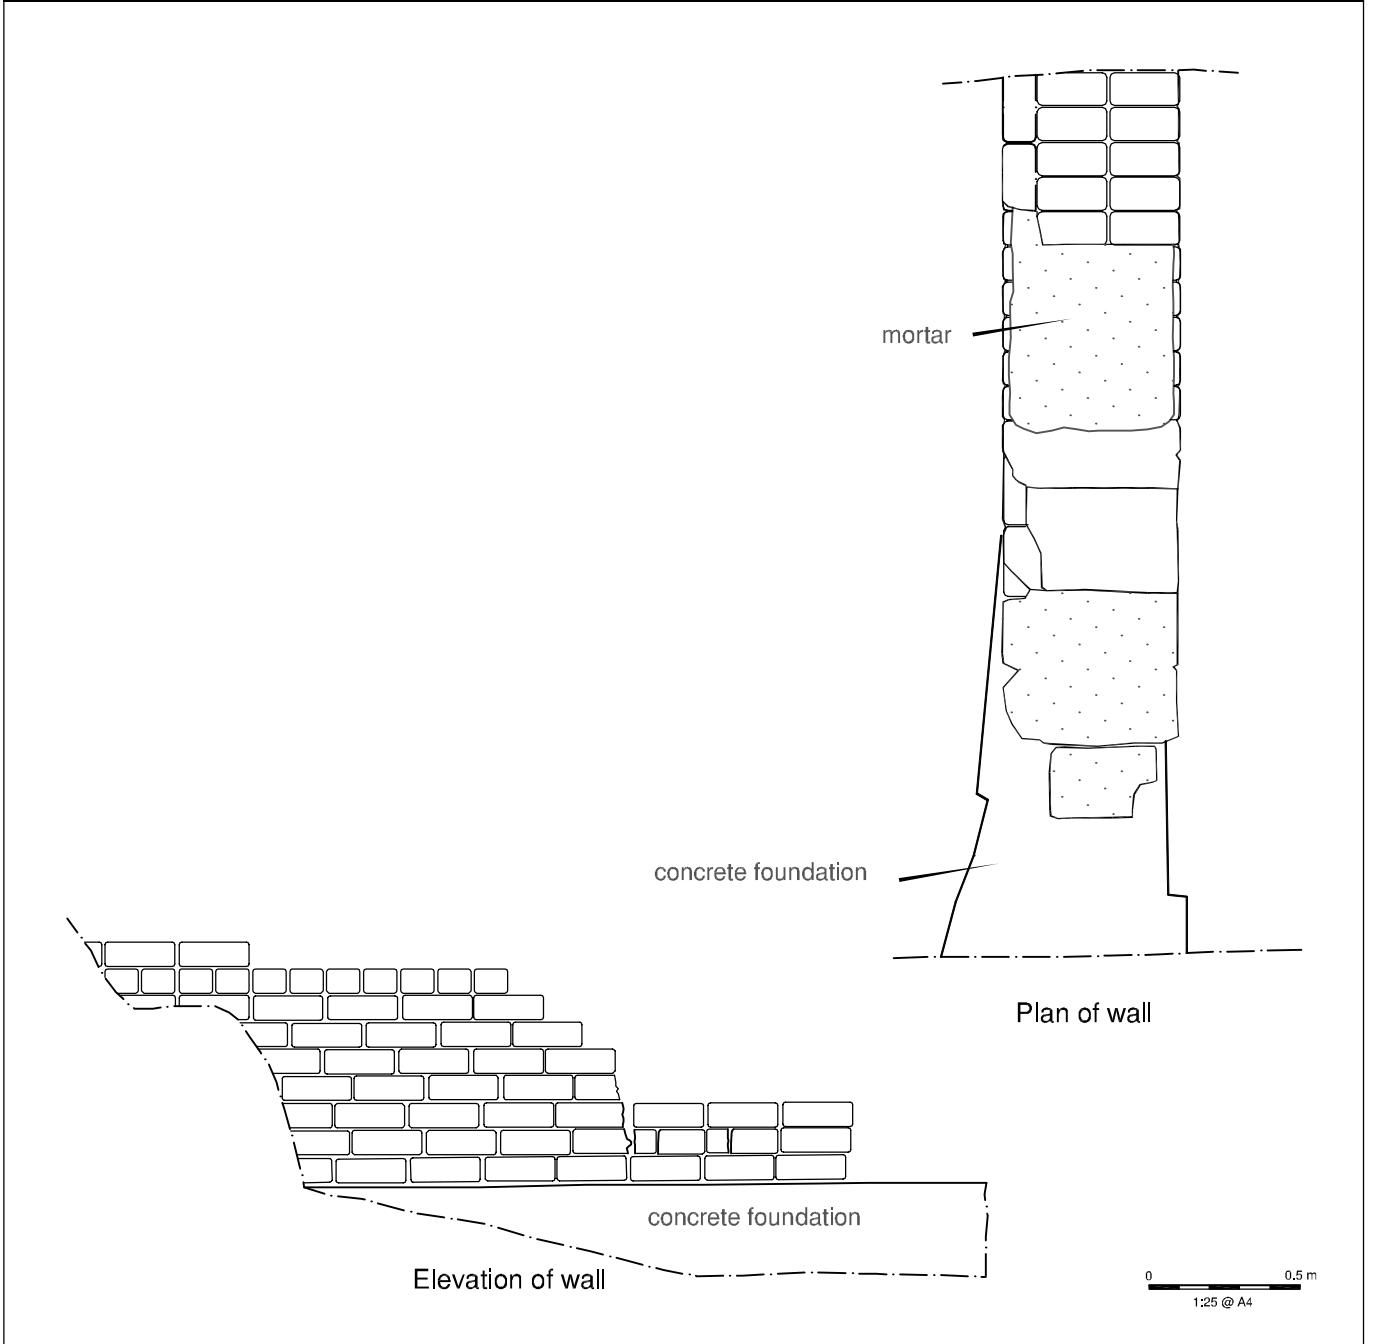 mortar
concrete foundation
Plan of wall
concrete foundation
Elevation of wall
0 0.5 m
1:25 @ A4